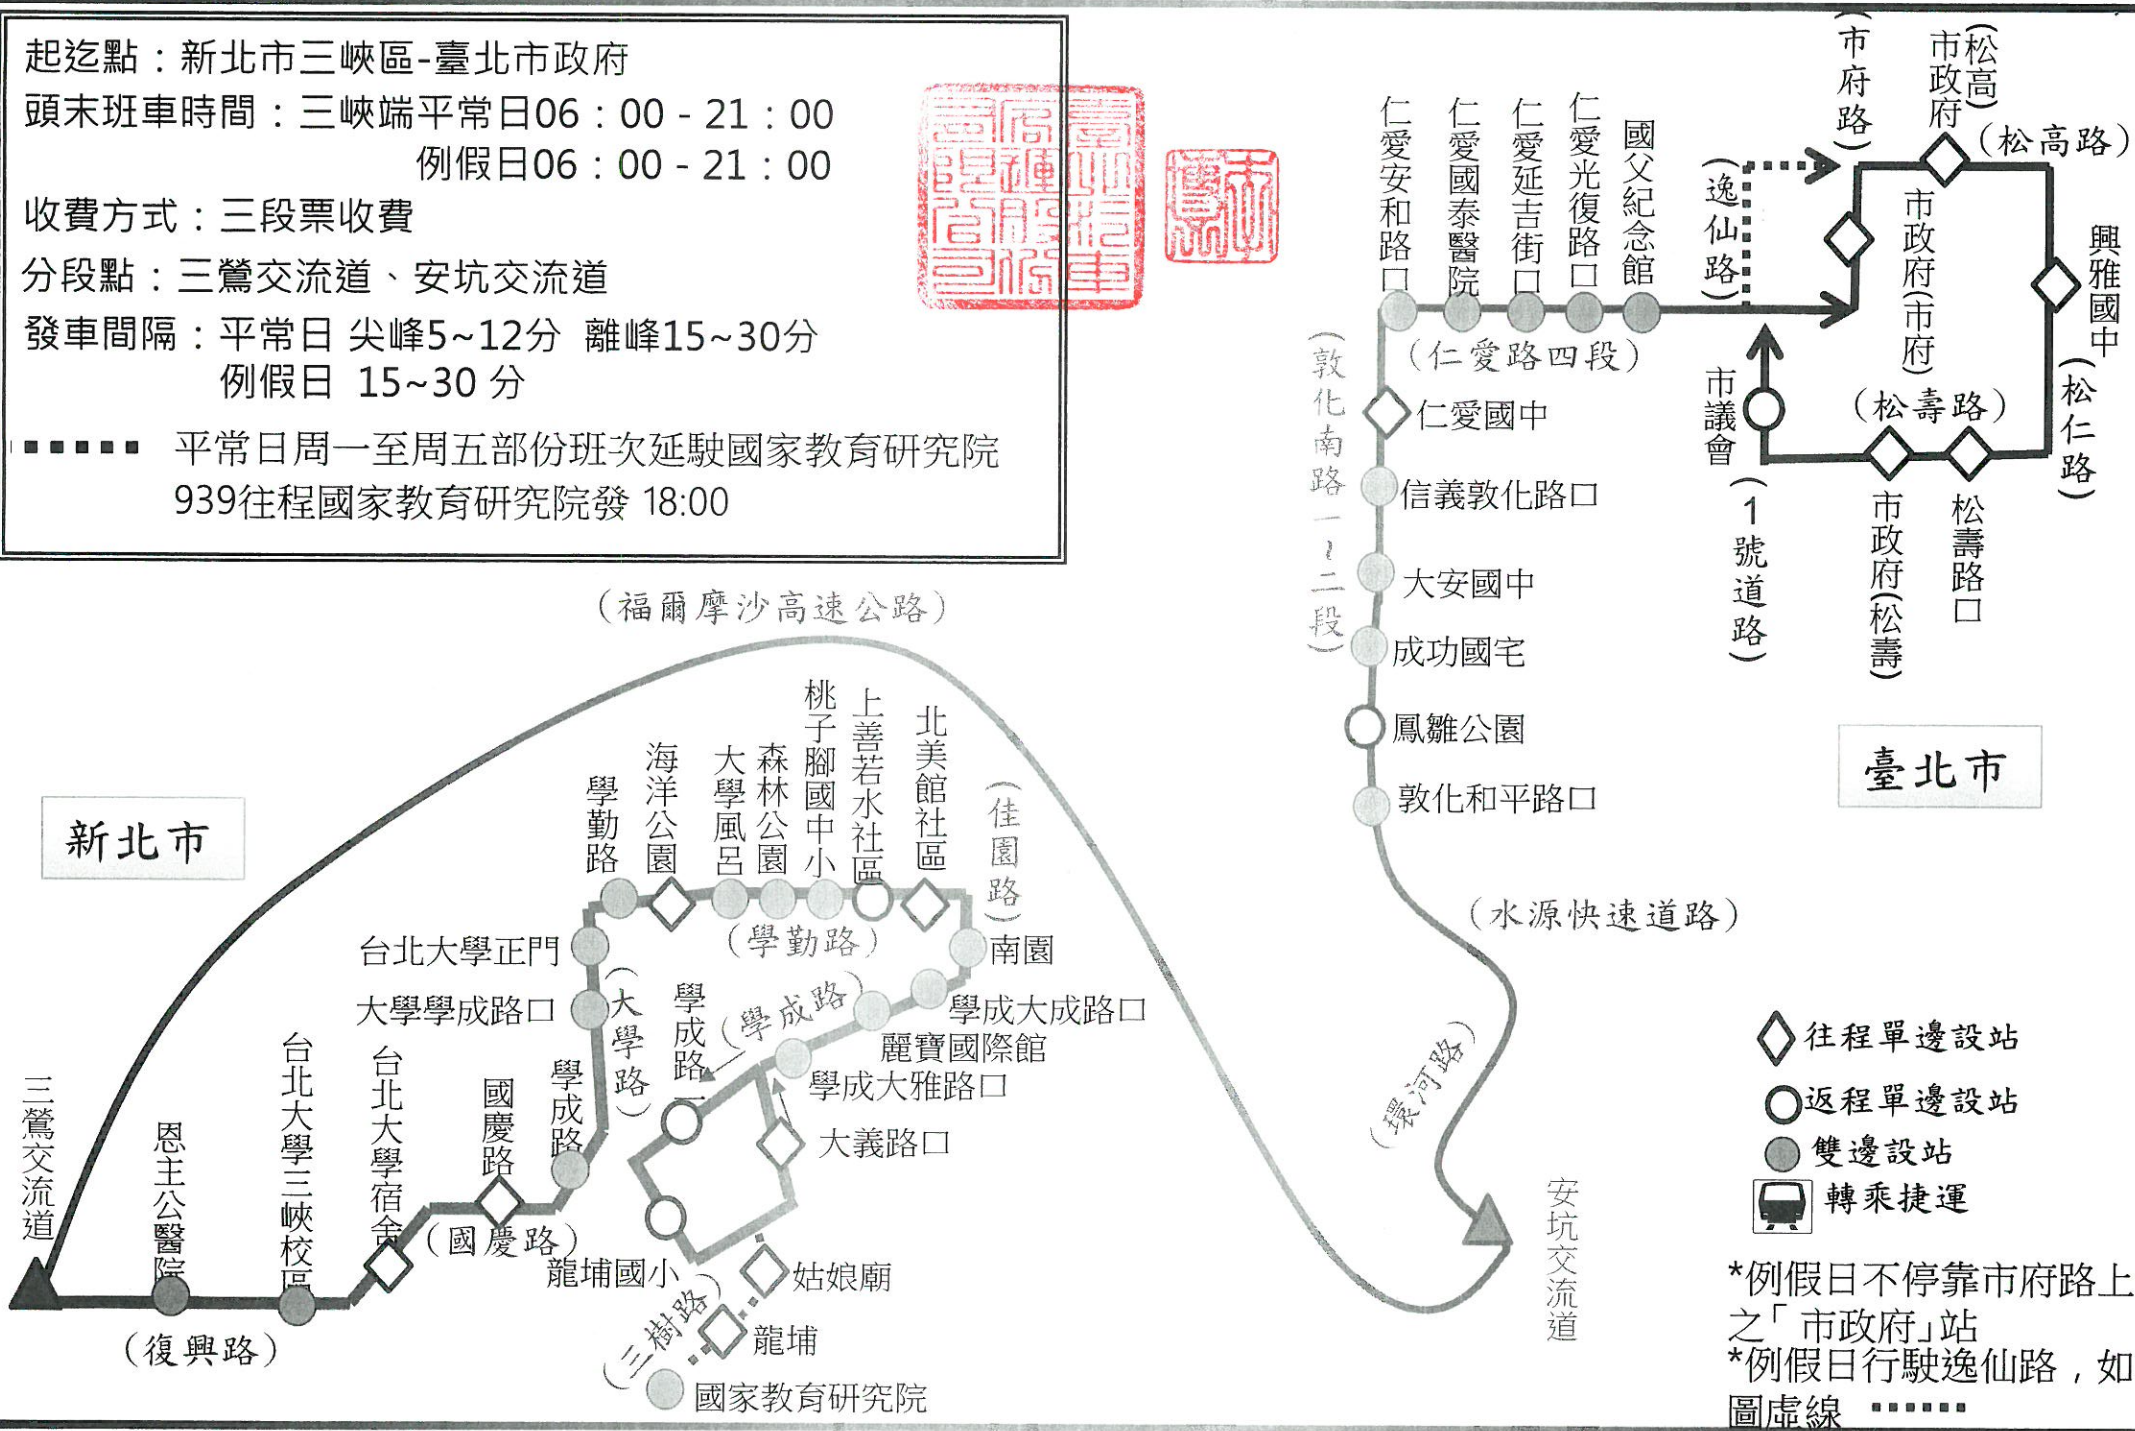 起迄點：新北市三峽區-臺北市政府
頭末班車時間：三峽端平常日06：00 - 21：00
例假日06：00 - 21：00
收費方式：三段票收費
分段點：三鶯交流道、安坑交流道
發車間隔：平常日 尖峰5~12分 離峰15~30分
例假日 15~30 分
平常日周一至周五部份班次延駛國家教育研究院
939往程國家教育研究院發 18:00
仁愛安和路口
仁愛國泰醫院
仁愛延吉街口
仁愛光復路口
國父紀念館
(逸仙路)
(市府路)
市政府(松高)
(松高路)
市政府(市府)
興雅國中
(松仁路)
(松壽路)
市議會
(1號道路)
市政府(松壽)
松壽路口
(仁愛路四段)
(敦化南路一~二段)
仁愛國中
信義敦化路口
大安國中
成功國宅
鳳雛公園
敦化和平路口
臺北市
(水源快速道路)
(環河路)
安坑交流道
(福爾摩沙高速公路)
新北市
學勤路
海洋公園
大學風呂
森林公園
桃子腳國中小
上善若水社區
北美館社區
(佳園路)
台北大學正門
(學勤路)
南園
大學學成路口
(大學路)
學成路一
(學成路)
學成大成路口
麗寶國際館
學成大雅路口
大義路口
三鶯交流道
恩主公醫院
台北大學三峽校區
台北大學宿舍
國慶路
學成路
(國慶路)
龍埔國小
姑娘廟
(三樹路)
龍埔
(復興路)
國家教育研究院
往程單邊設站
返程單邊設站
雙邊設站
轉乘捷運
*例假日不停靠市府路上
之「市政府」站
*例假日行駛逸仙路，如
圖虛線